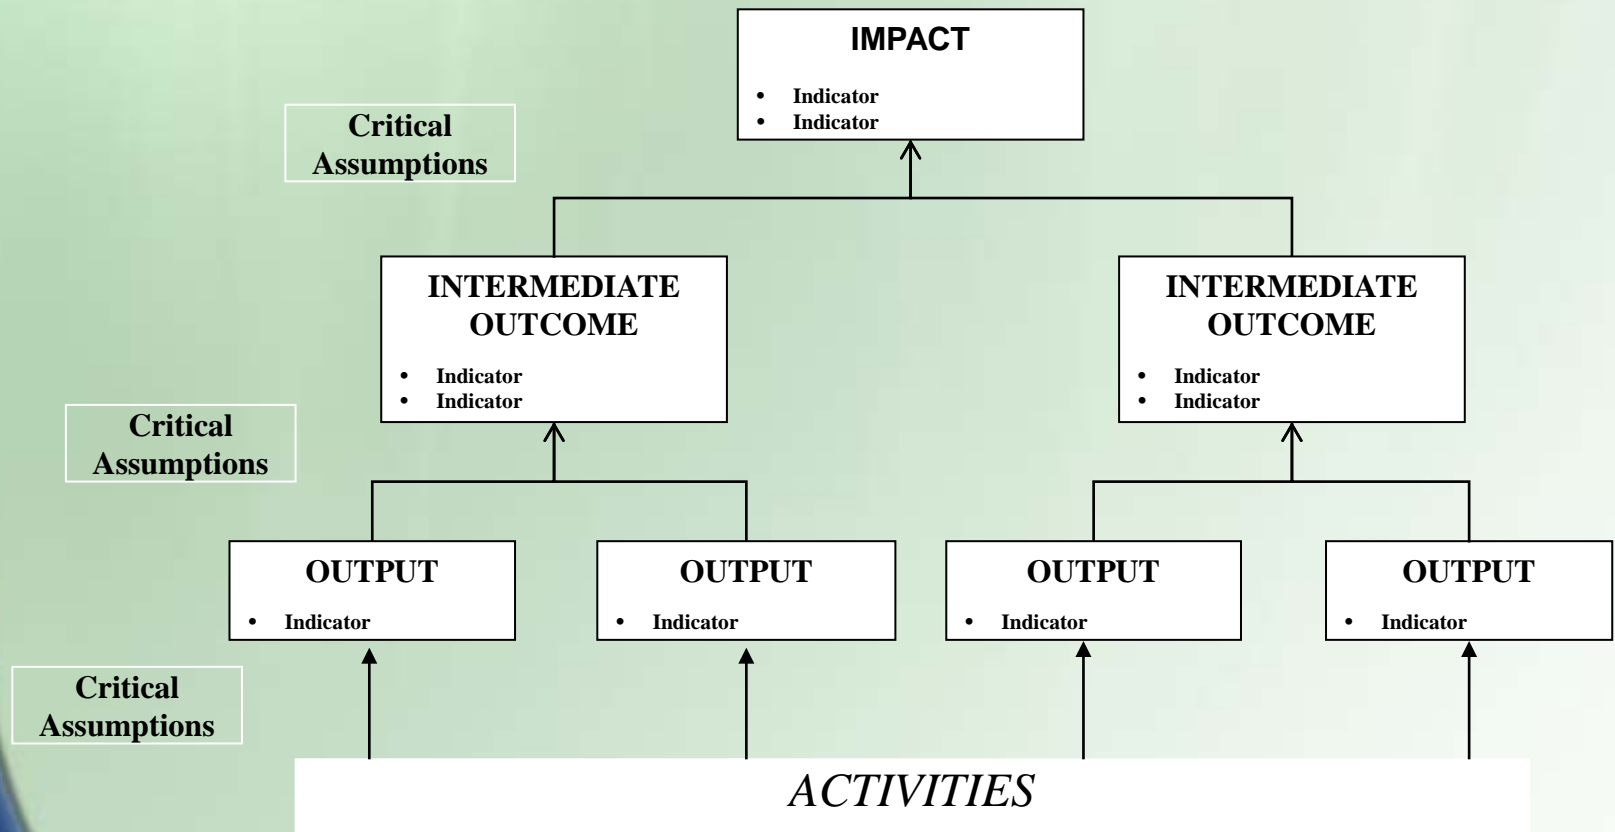 IMPACT
• Indicator
• Indicator
Critical
Assumptions
INTERMEDIATE
OUTCOME
• Indicator
• Indicator
INTERMEDIATE
OUTCOME
• Indicator
• Indicator
Critical
Assumptions
OUTPUT
• Indicator
OUTPUT
• Indicator
OUTPUT
• Indicator
OUTPUT
• Indicator
Critical
Assumptions
ACTIVITIES